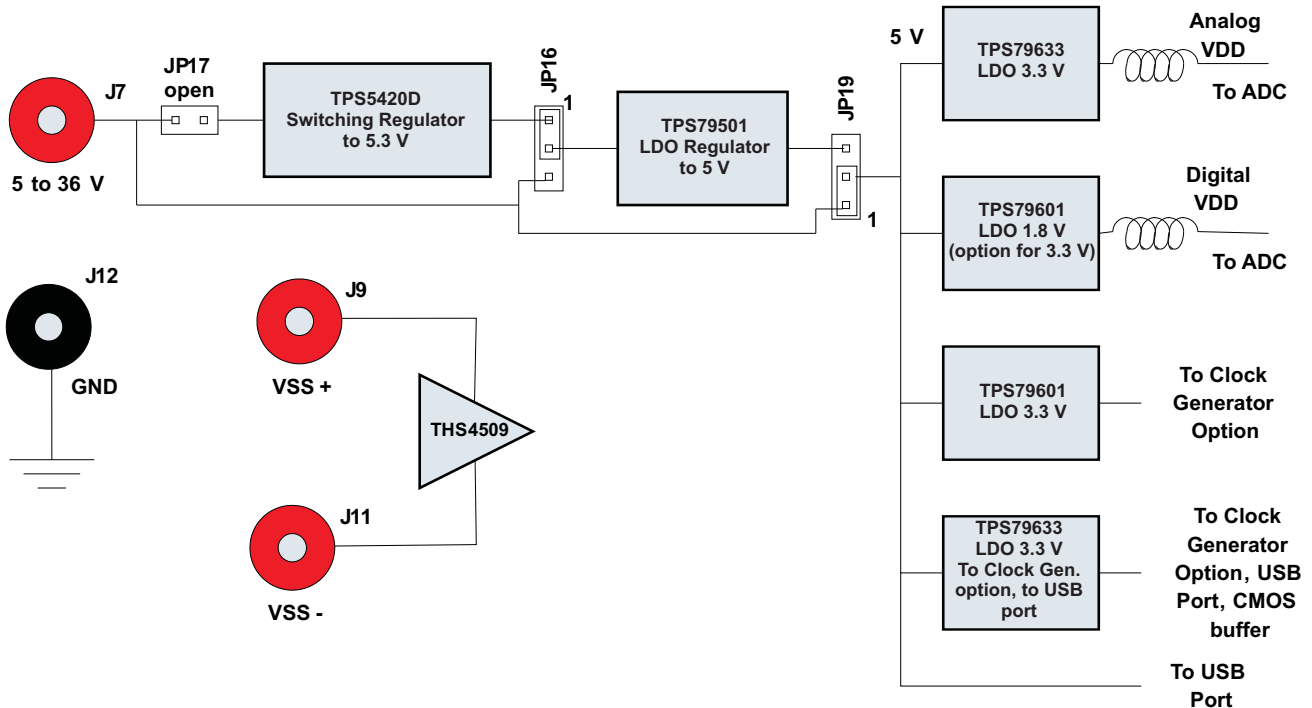 J7
5 to 36 V
JP17
open
TPS5420D
Switching Regulator
to 5.3 V
JP16
1
TPS79501
LDO Regulator
to 5 V
JP19
1
5 V
TPS79633
LDO 3.3 V
Analog
VDD
To ADC
TPS79601
LDO 1.8 V
(option for 3.3 V)
Digital
VDD
To ADC
TPS79601
LDO 3.3 V
To Clock
Generator
Option
TPS79633
LDO 3.3 V
To Clock Gen.
option, to USB
port
To Clock
Generator
Option, USB
Port, CMOS
buffer
To USB
Port
J12
GND
J9
VSS +
THS4509
J11
VSS -